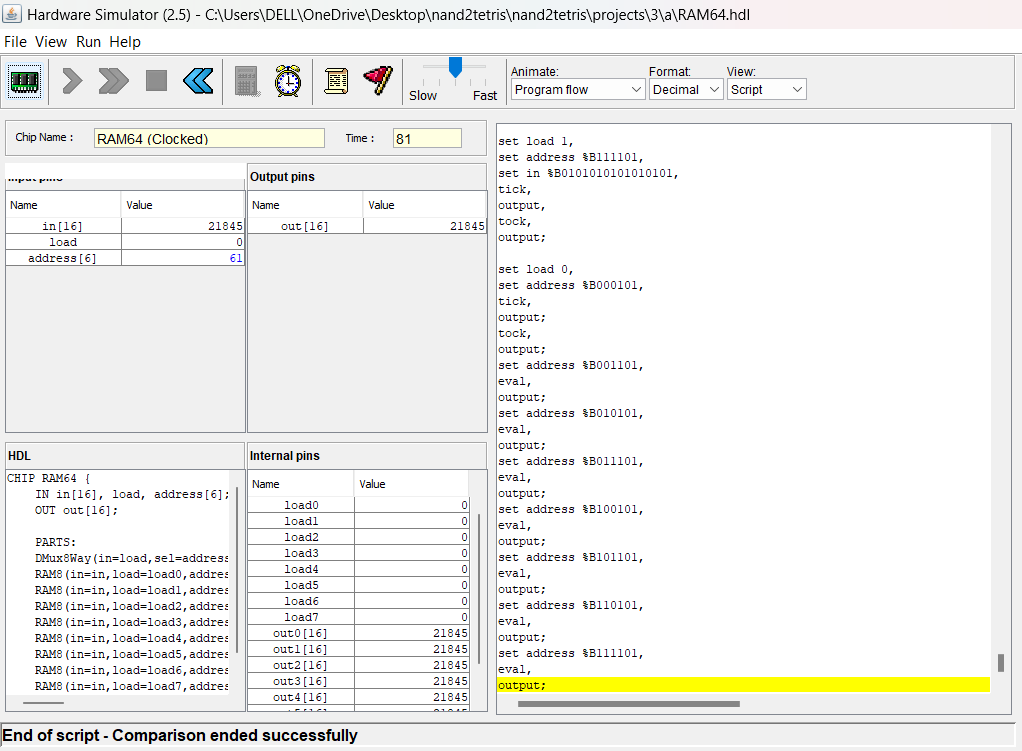 Hardware Simulator (2.5) - C:\Users\DELL\OneDrive\Desktop\nand2tetris\nand2tetris\projects\3\a\RAM64.hdl
File View Run Help
Slow Fast
Animate: Format: View:
Program flow Decimal Script
Chip Name : RAM64 (Clocked) Time : 81
Input pins
Name Value
in[16] 21845
load 0
address[6] 61
Output pins
Name Value
out[16] 21845
HDL
CHIP RAM64 {
IN in[16], load, address[6];
OUT out[16];
PARTS:
DMux8Way(in=load,sel=address
RAM8(in=in,load=load0,addres
RAM8(in=in,load=load1,addres
RAM8(in=in,load=load2,addres
RAM8(in=in,load=load3,addres
RAM8(in=in,load=load4,addres
RAM8(in=in,load=load5,addres
RAM8(in=in,load=load6,addres
RAM8(in=in,load=load7,addres
Internal pins
Name Value
load0 0
load1 0
load2 0
load3 0
load4 0
load5 0
load6 0
load7 0
out0[16] 21845
out1[16] 21845
out2[16] 21845
out3[16] 21845
out4[16] 21845
set load 1,
set address %B111101,
set in %B0101010101010101,
tick,
output,
tock,
output;
set load 0,
set address %B000101,
tick,
output;
tock,
output;
set address %B001101,
eval,
output;
set address %B010101,
eval,
output;
set address %B011101,
eval,
output;
set address %B100101,
eval,
output;
set address %B101101,
eval,
output;
set address %B110101,
eval,
output;
set address %B111101,
eval,
output;
End of script - Comparison ended successfully